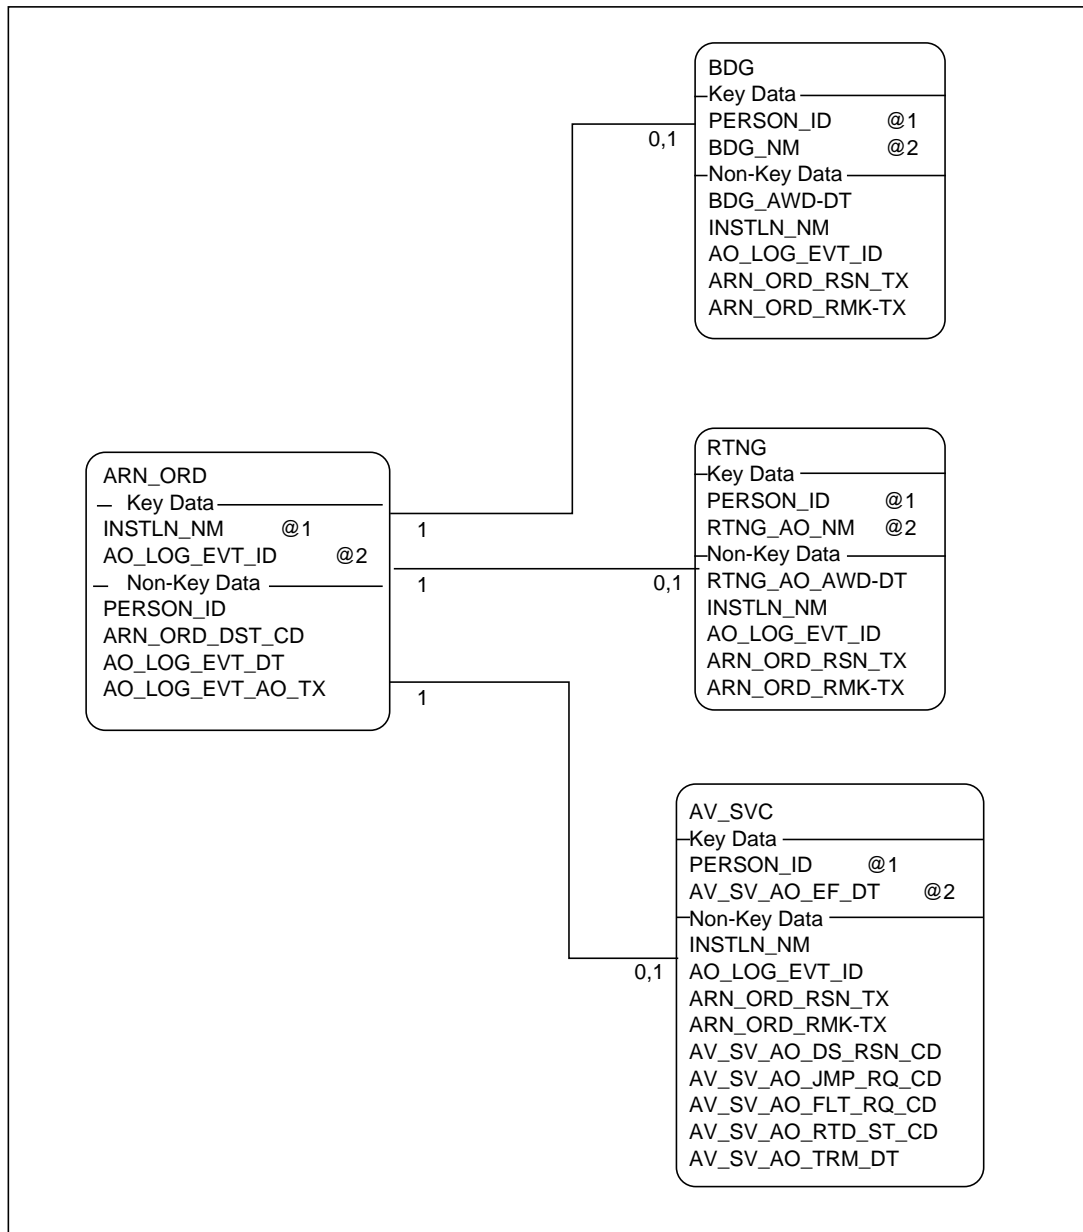 BDG
Key Data
PERSON_ID @1
BDG_NM @2
Non-Key Data
BDG_AWD-DT
INSTLN_NM
AO_LOG_EVT_ID
ARN_ORD_RSN_TX
ARN_ORD_RMK-TX
0,1
ARN_ORD
Key Data
INSTLN_NM @1
AO_LOG_EVT_ID @2
Non-Key Data
PERSON_ID
ARN_ORD_DST_CD
AO_LOG_EVT_DT
AO_LOG_EVT_AO_TX
1
1
1
0,1
RTNG
Key Data
PERSON_ID @1
RTNG_AO_NM @2
Non-Key Data
RTNG_AO_AWD-DT
INSTLN_NM
AO_LOG_EVT_ID
ARN_ORD_RSN_TX
ARN_ORD_RMK-TX
0,1
AV_SVC
Key Data
PERSON_ID @1
AV_SV_AO_EF_DT @2
Non-Key Data
INSTLN_NM
AO_LOG_EVT_ID
ARN_ORD_RSN_TX
ARN_ORD_RMK-TX
AV_SV_AO_DS_RSN_CD
AV_SV_AO_JMP_RQ_CD
AV_SV_AO_FLT_RQ_CD
AV_SV_AO_RTD_ST_CD
AV_SV_AO_TRM_DT